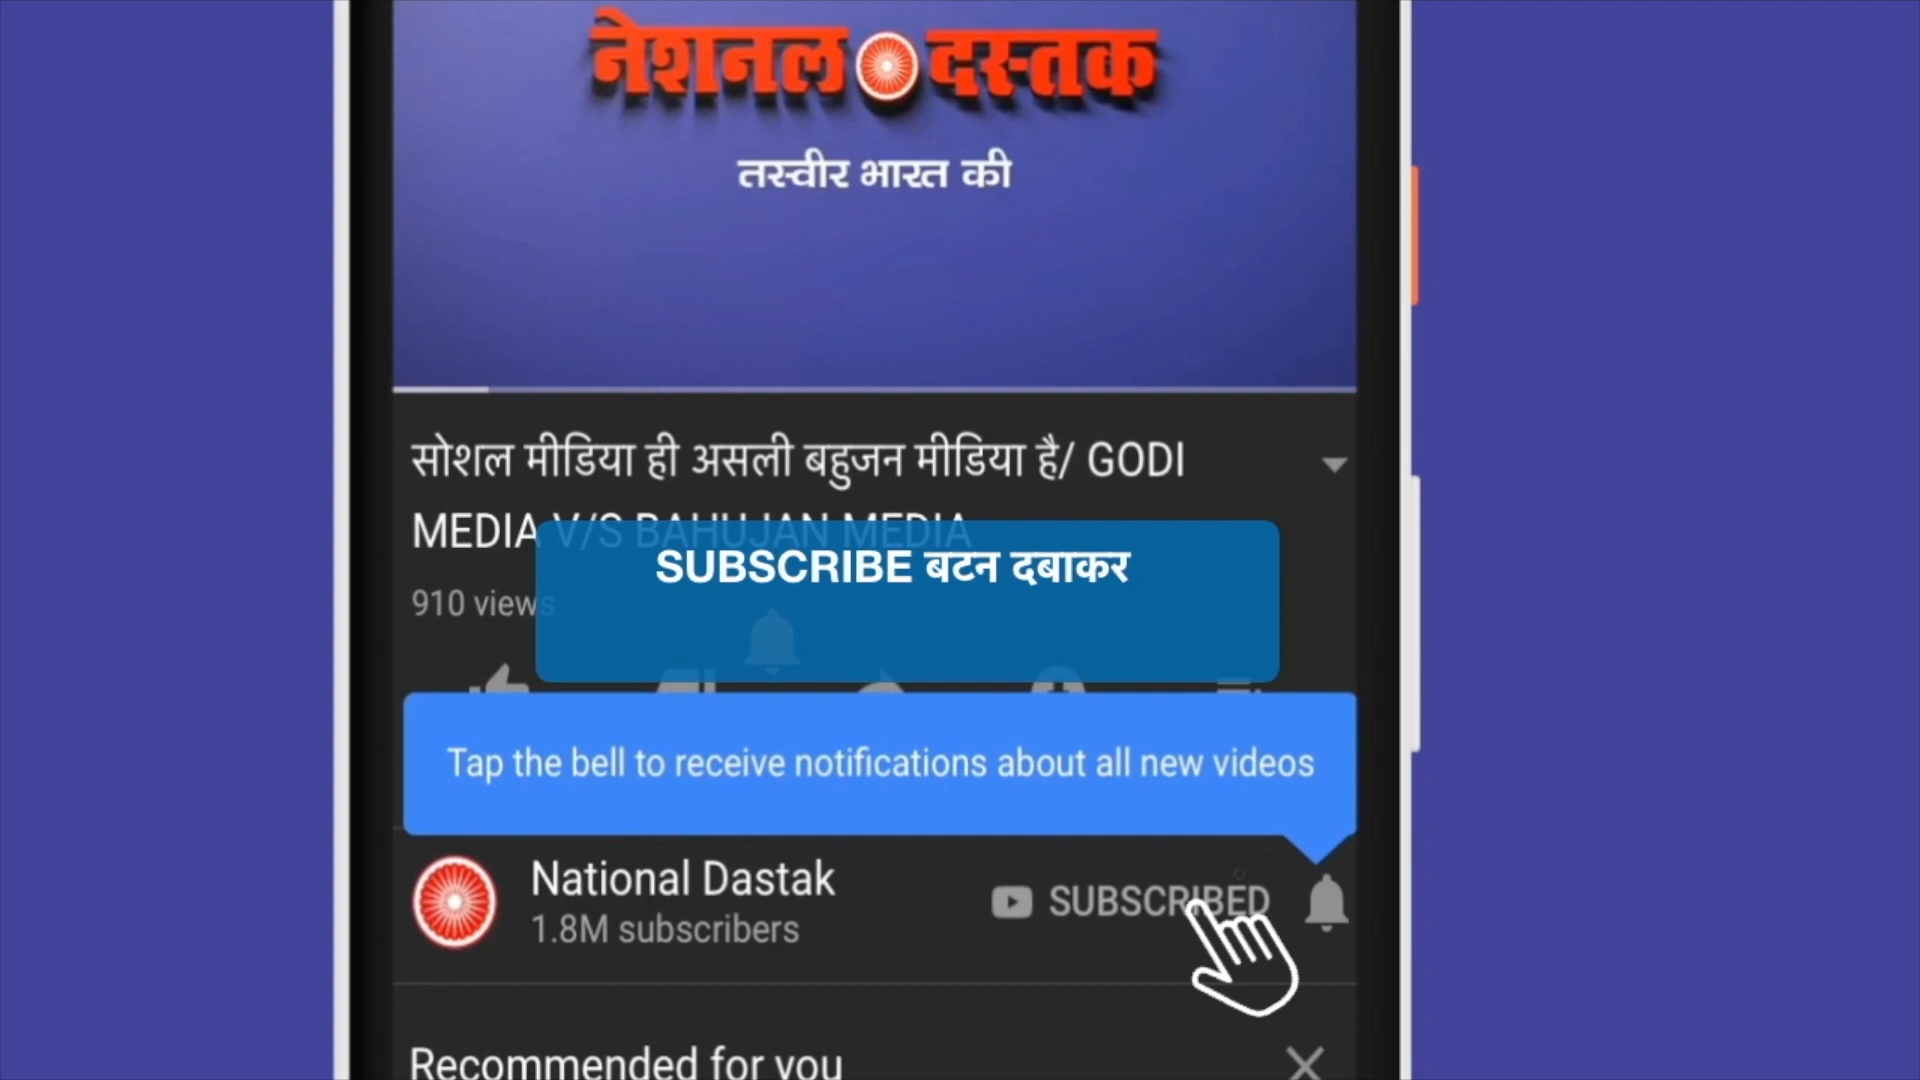 नेशनल दस्तक
तस्वीर भारत की
सोशल मीडिया ही असली बहुजन मीडिया है/ GODI
MEDIA V/S BAHUJAN MEDIA
SUBSCRIBE बटन दबाकर
910 views
Tap the bell to receive notifications about all new videos
National Dastak
SUBSCRIBED
1.8M subscribers
Recommended for you